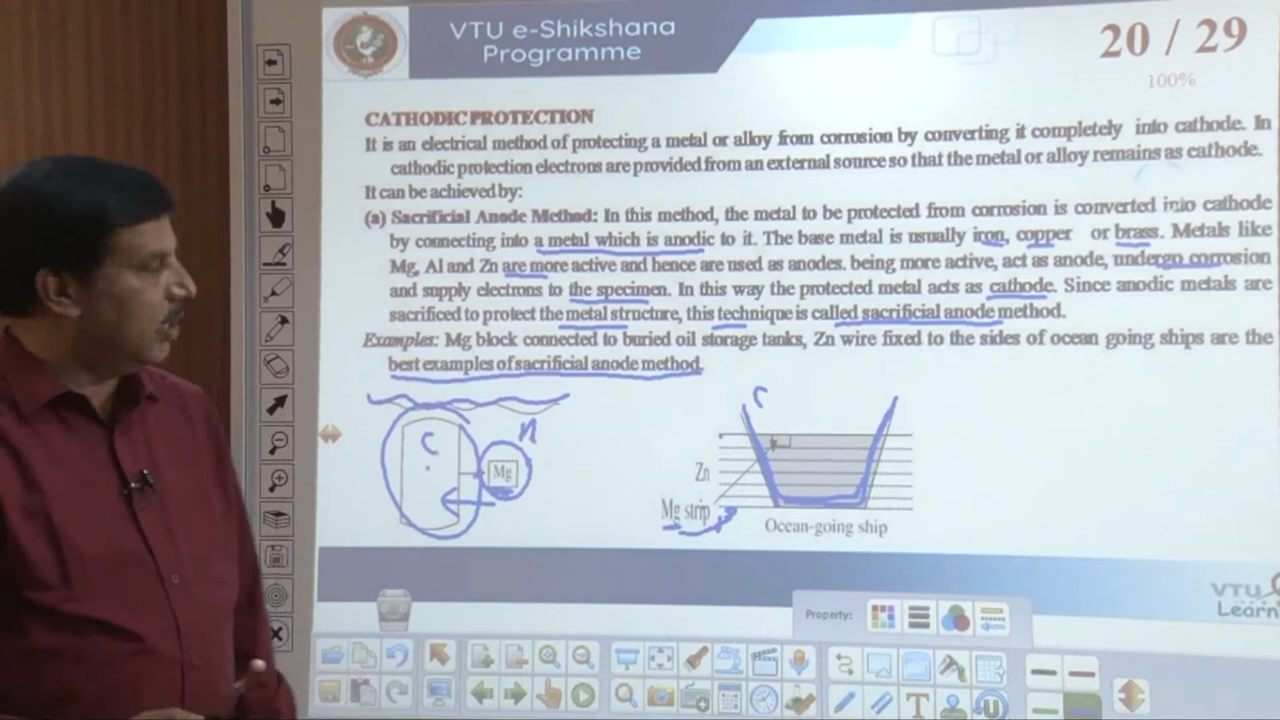 VTU e-Shikshana
Programme
20 / 29
100%
CATHODIC PROTECTION
It is an electrical method of protecting a metal or alloy from corrosion by converting it completely into cathode. In
cathodic protection electrons are provided from an external source so that the metal or alloy remains as cathode.
It can be achieved by:
(a) Sacrificial Anode Method: In this method, the metal to be protected from corrosion is converted into cathode
by connecting into a metal which is anodic to it. The base metal is usually iron, copper or brass. Metals like
Mg, Al and Zn are more active and hence are used as anodes. being more active, act as anode, undergo corrosion
and supply electrons to the specimen. In this way the protected metal acts as cathode. Since anodic metals are
sacrificed to protect the metal structure, this technique is called sacrificial anode method.
Examples: Mg block connected to buried oil storage tanks, Zn wire fixed to the sides of ocean going ships are the
best examples of sacrificial anode method.
C
Mg
Zn
Mg strip
Ocean-going ship
VTU
Learn
Property:
T
U